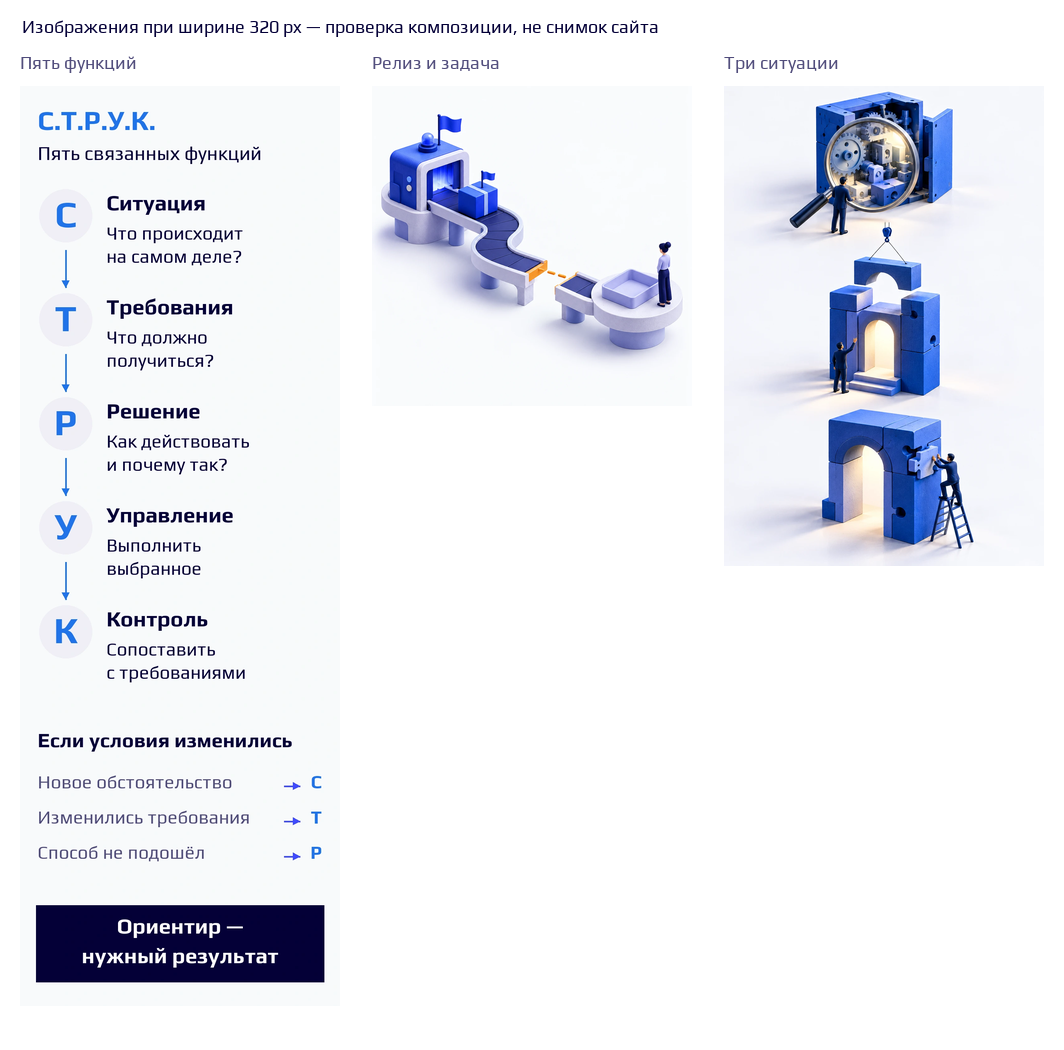 Изображения при ширине 320 px — проверка композиции, не снимок сайта
Пять функций
С.Т.Р.У.К.
Пять связанных функций
С
Ситуация
Что происходит
на самом деле?
Т
Требования
Что должно
получиться?
Р
Решение
Как действовать
и почему так?
У
Управление
Выполнить
выбранное
К
Контроль
Сопоставить
с требованиями
Если условия изменились
Новое обстоятельство → С
Изменились требования → Т
Способ не подошёл → Р
Ориентир —
нужный результат
Релиз и задача
Три ситуации